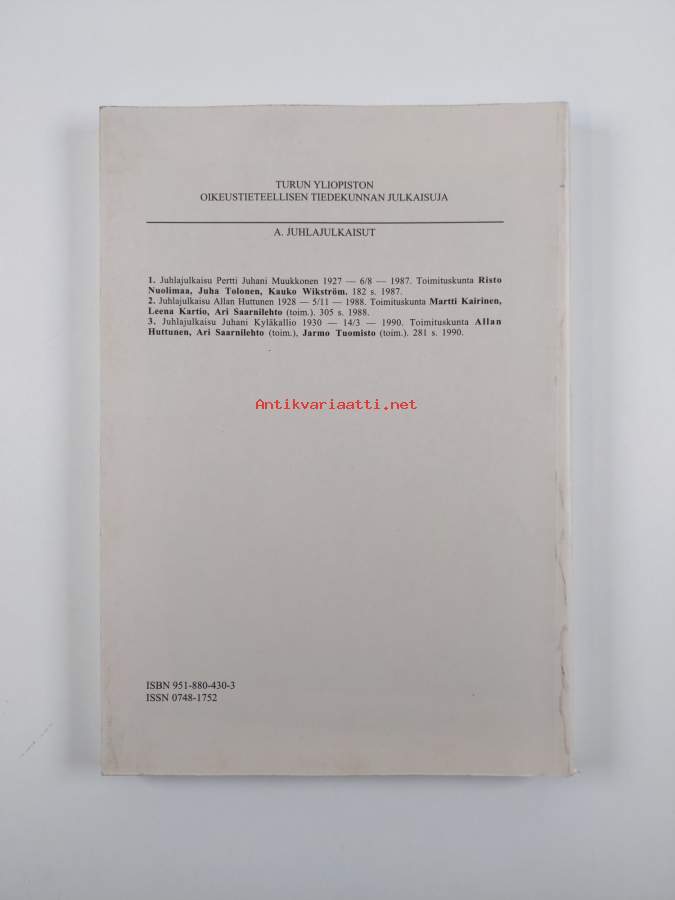 TURUN YLIOPISTON
OIKEUSTIETEELLISEN TIEDEKUNNAN JULKAISUJA
A. JUHLAJULKAISUT
1. Juhlajulkaisu Pertti Juhani Muukkonen 1927 — 6/8 — 1987. Toimituskunta Risto
Nuolimaa, Juha Tolonen, Kauko Wikström. 182 s. 1987.
2. Juhlajulkaisu Allan Huttunen 1928 — 5/11 — 1988. Toimituskunta Martti Kairinen,
Leena Kartio, Ari Saarnilehto (toim.). 305 s. 1988.
3. Juhlajulkaisu Juhani Kyläkallio 1930 — 14/3 — 1990. Toimituskunta Allan
Huttunen, Ari Saarnilehto (toim.), Jarmo Tuomisto (toim.). 281 s. 1990.
Antikvariaatti.net
ISBN 951-880-430-3
ISSN 0748-1752